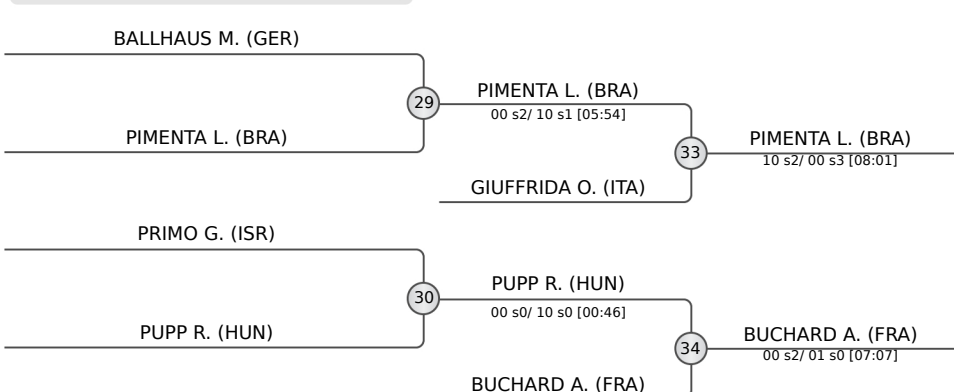 BALLHAUS M. (GER)
PIMENTA L. (BRA)
00 s2/ 10 s1 [05:54]
29
PIMENTA L. (BRA)
PIMENTA L. (BRA)
10 s2/ 00 s3 [08:01]
33
GIUFFRIDA O. (ITA)
PRIMO G. (ISR)
PUPP R. (HUN)
00 s0/ 10 s0 [00:46]
30
PUPP R. (HUN)
BUCHARD A. (FRA)
00 s2/ 01 s0 [07:07]
34
BUCHARD A. (FRA)